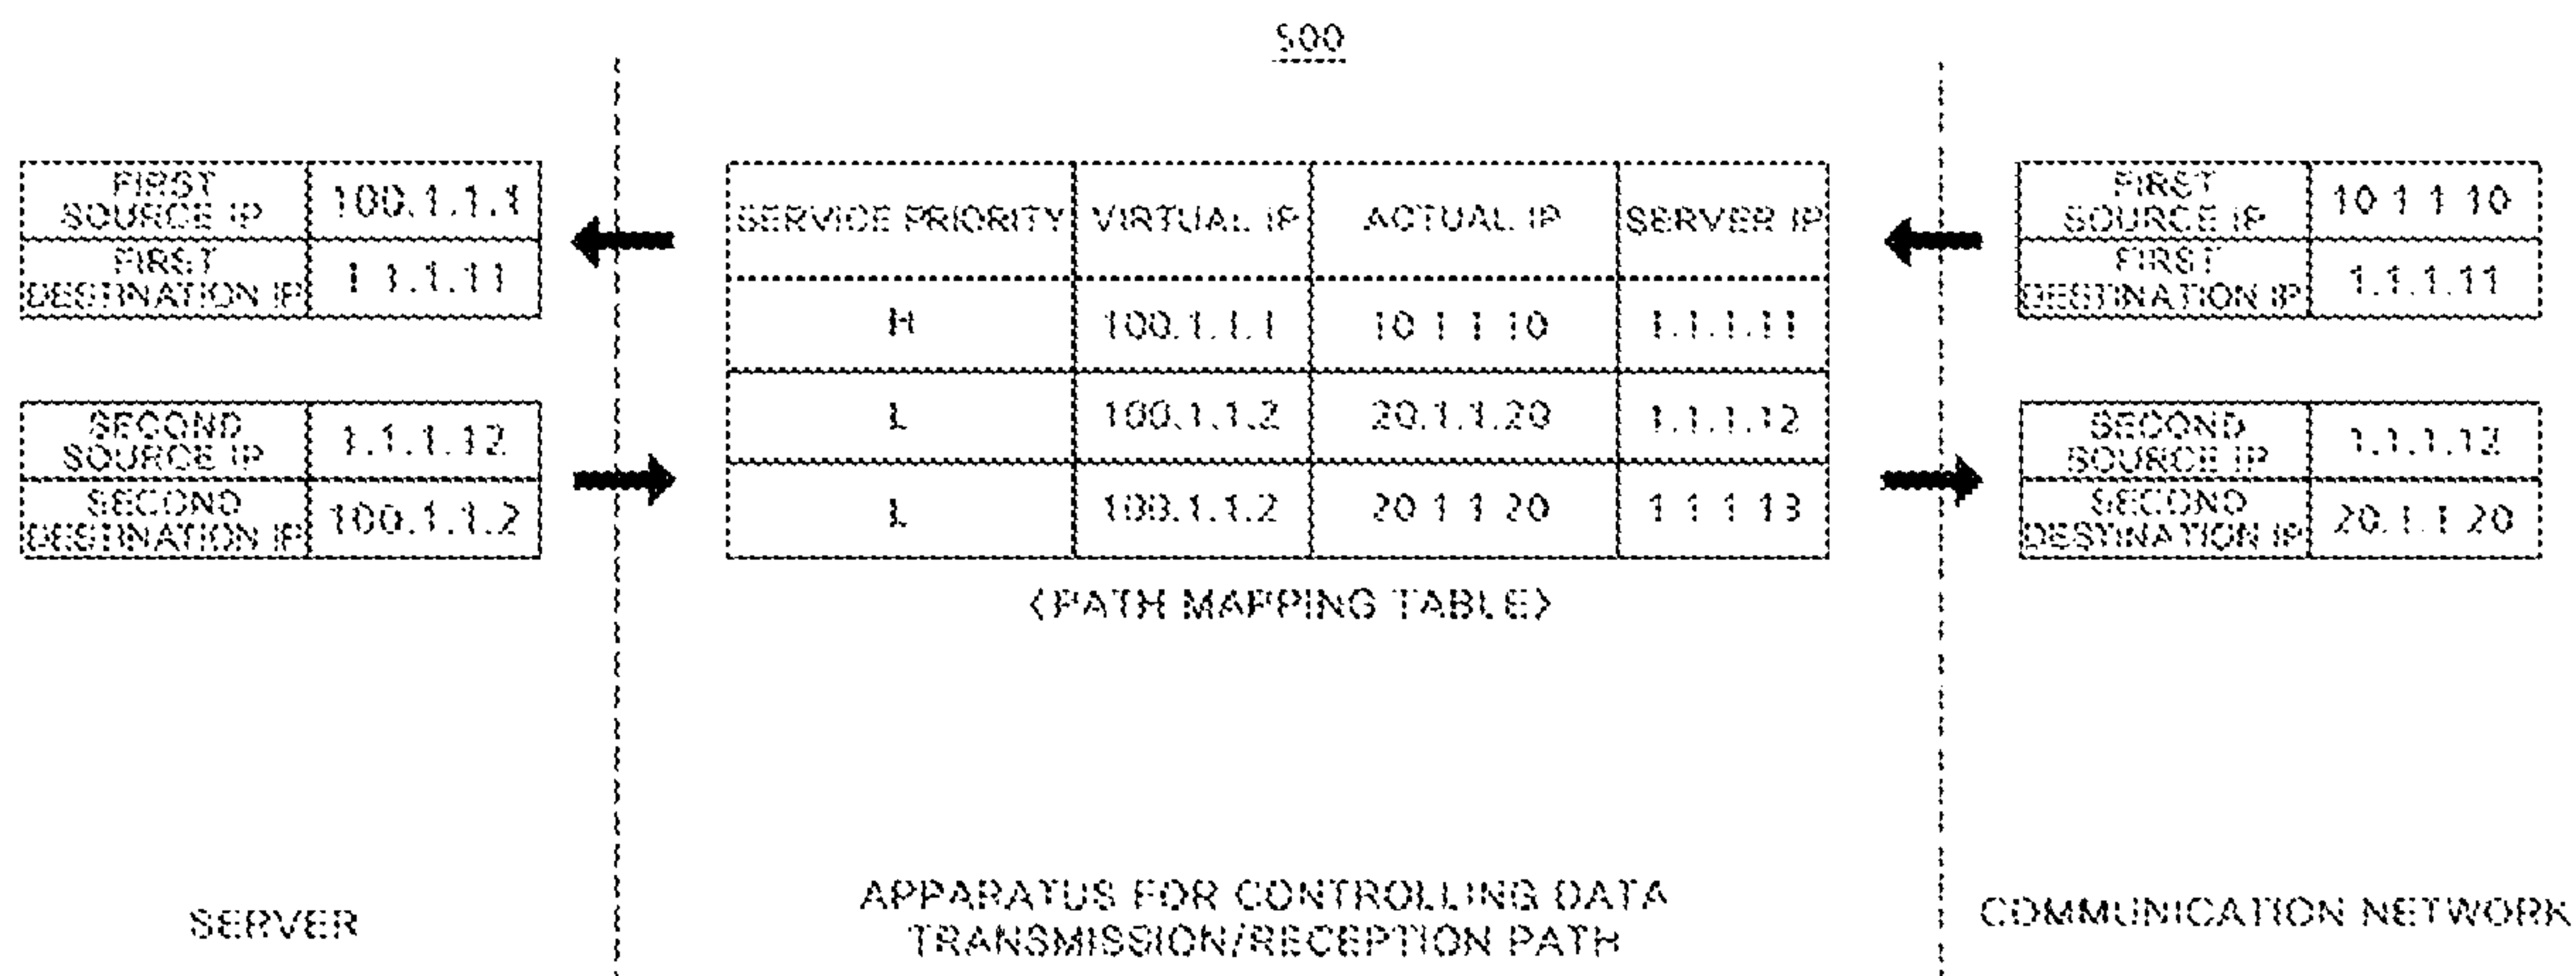 500
FIRST
SOURCE IP
100.1.1.1
FIRST
DESTINATION IP
1.1.1.11
SECOND
SOURCE IP
1.1.1.12
SECOND
DESTINATION IP
100.1.1.2
SERVICE PRIORITY VIRTUAL IP ACTUAL IP SERVER IP
H 100.1.1.1 10.1.1.10 1.1.1.11
L 100.1.1.2 20.1.1.20 1.1.1.12
L 100.1.1.2 20.1.1.20 1.1.1.13
<PATH MAPPING TABLE>
FIRST
SOURCE IP
10.1.1.10
FIRST
DESTINATION IP
1.1.1.11
SECOND
SOURCE IP
1.1.1.12
SECOND
DESTINATION IP
20.1.1.20
SERVER
APPARATUS FOR CONTROLLING DATA
TRANSMISSION/RECEPTION PATH
COMMUNICATION NETWORK